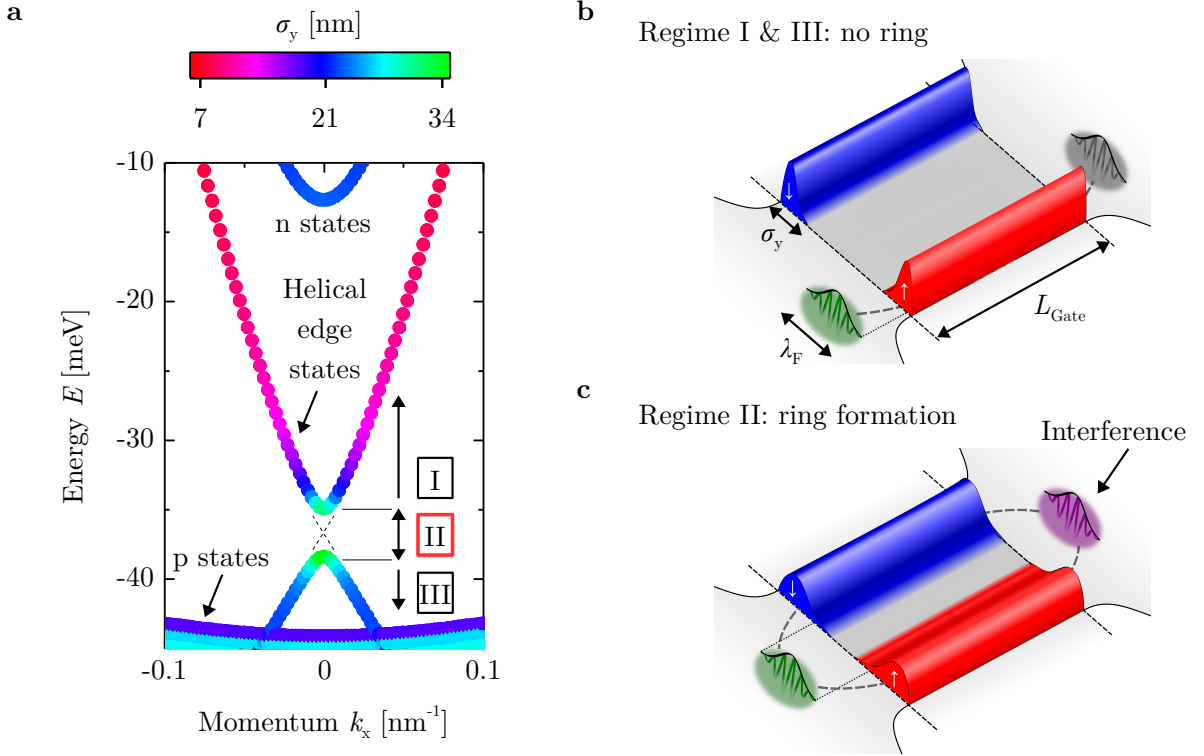 a
σy [nm]
7 21 34
-10
-20
-30
-40
Energy E [meV]
n states
Helical
edge
states
p states
I
II
III
-0.1 0 0.1
Momentum kx [nm-1]
b
Regime I & III: no ring
↓
σy
↑
λF
LGate
c
Regime II: ring formation
Interference
↓
↑